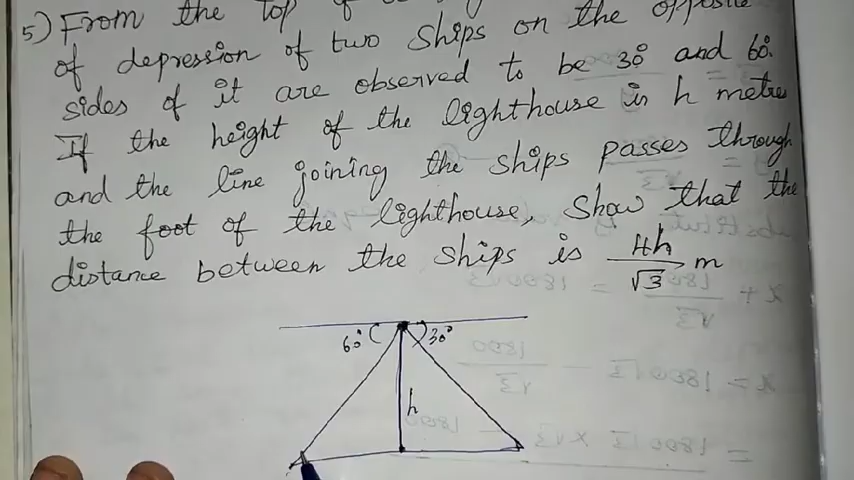 5) From the top of
of depression of two ships on the opposite
sides of it are observed to be 30° and 60°.
If the height of the lighthouse is h metre
and the line joining the ships passes through
the foot of the lighthouse, show that the
distance between the ships is 4h/√3 m
60° 30°
h